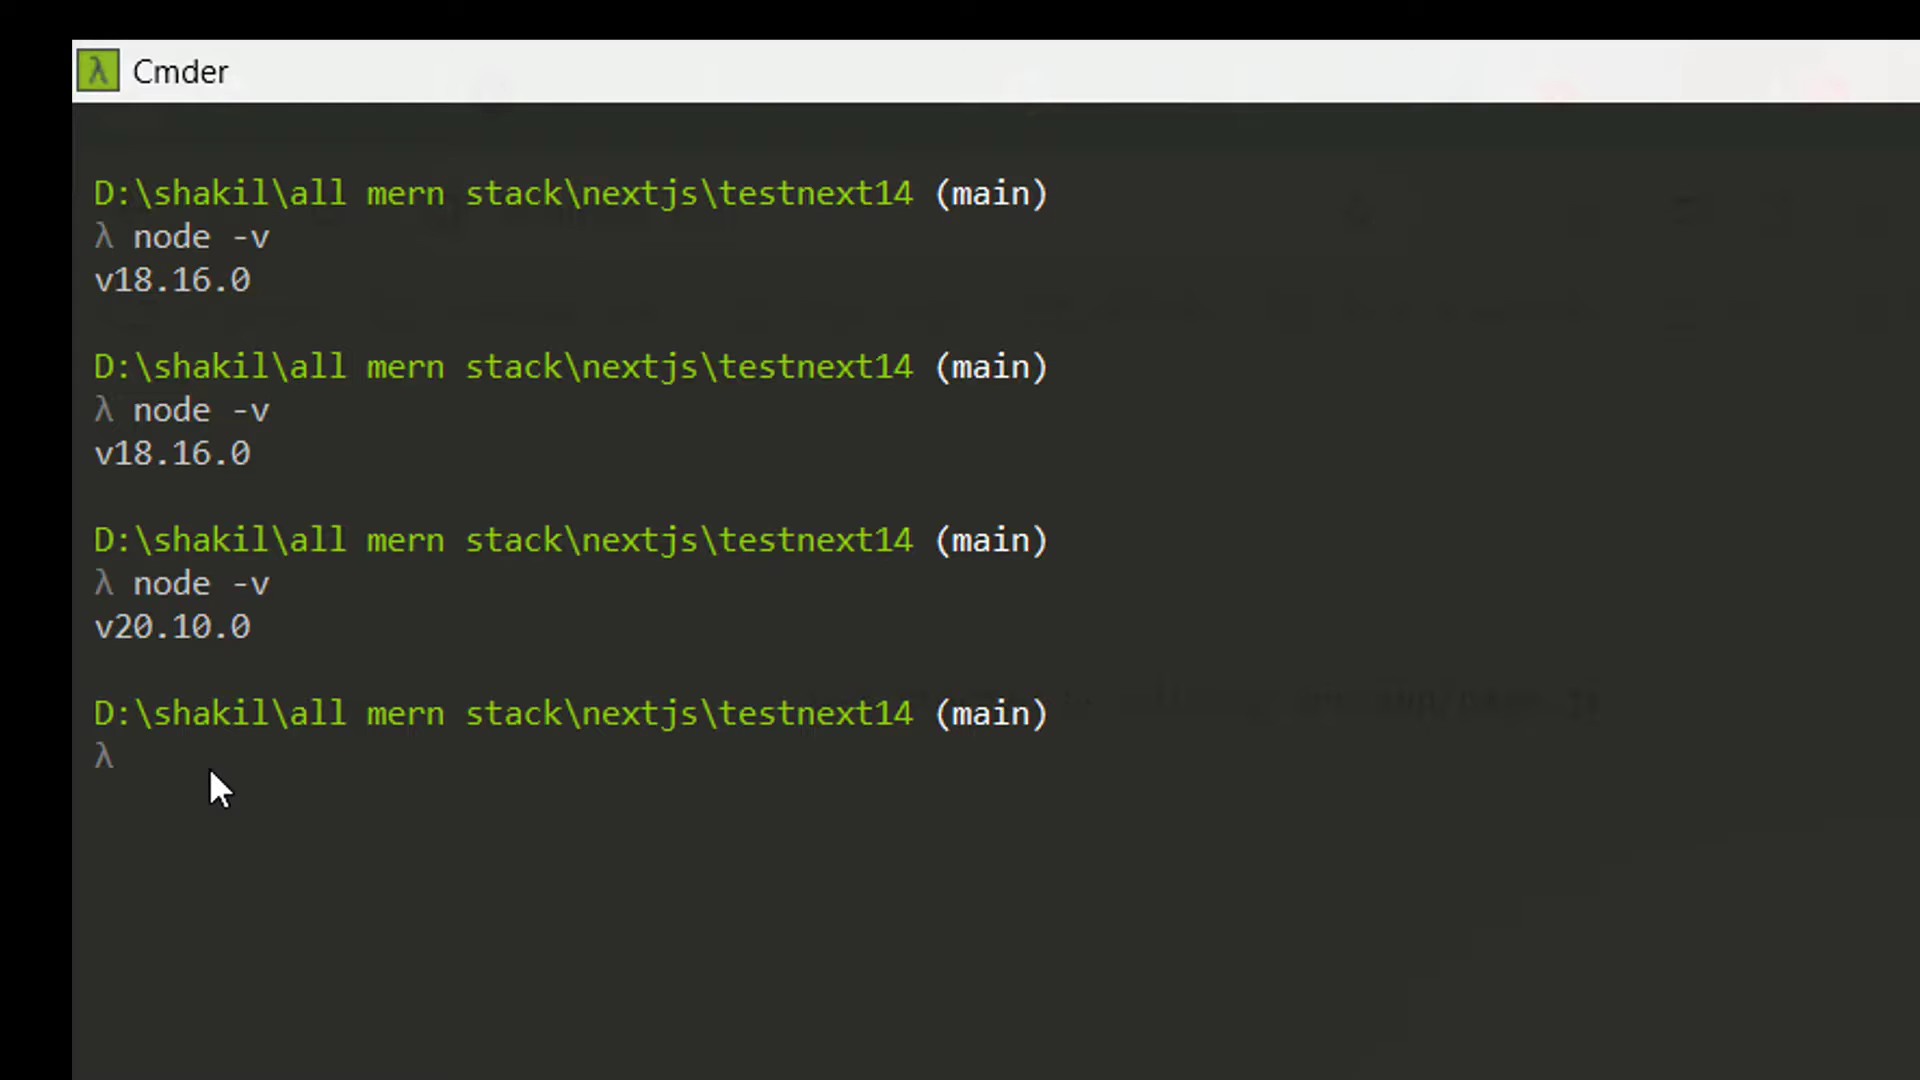 λ Cmder
D:\shakil\all mern stack\nextjs\testnext14 (main)
λ node -v
v18.16.0
D:\shakil\all mern stack\nextjs\testnext14 (main)
λ node -v
v18.16.0
D:\shakil\all mern stack\nextjs\testnext14 (main)
λ node -v
v20.10.0
D:\shakil\all mern stack\nextjs\testnext14 (main)
λ